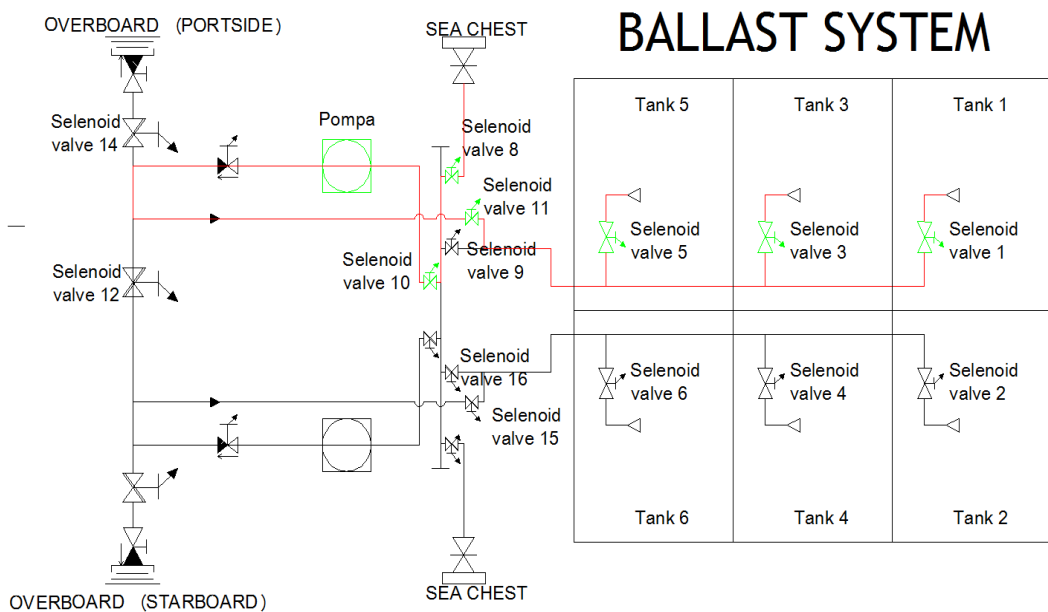 OVERBOARD (PORTSIDE)
SEA CHEST
BALLAST SYSTEM
Tank 5
Tank 3
Tank 1
Selenoid
valve 14
Pompa
Selenoid
valve 8
Selenoid
valve 11
Selenoid
valve 5
Selenoid
valve 3
Selenoid
valve 1
Selenoid
valve 12
Selenoid
valve 10
Selenoid
valve 9
Selenoid
valve 16
Selenoid
valve 6
Selenoid
valve 4
Selenoid
valve 2
Selenoid
valve 15
Tank 6
Tank 4
Tank 2
SEA CHEST
OVERBOARD (STARBOARD)